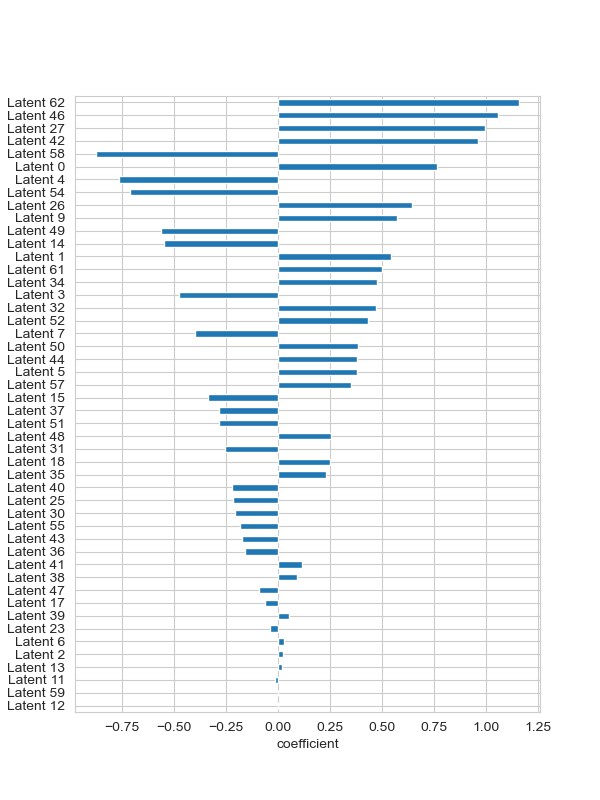 Latent 62
Latent 46
Latent 27
Latent 42
Latent 58
Latent 0
Latent 4
Latent 54
Latent 26
Latent 9
Latent 49
Latent 14
Latent 1
Latent 61
Latent 34
Latent 3
Latent 32
Latent 52
Latent 7
Latent 50
Latent 44
Latent 5
Latent 57
Latent 15
Latent 37
Latent 51
Latent 48
Latent 31
Latent 18
Latent 35
Latent 40
Latent 25
Latent 30
Latent 55
Latent 43
Latent 36
Latent 41
Latent 38
Latent 47
Latent 17
Latent 39
Latent 23
Latent 6
Latent 2
Latent 13
Latent 11
Latent 59
Latent 12
−0.75 −0.50 −0.25 0.00 0.25 0.50 0.75 1.00 1.25
coefficient